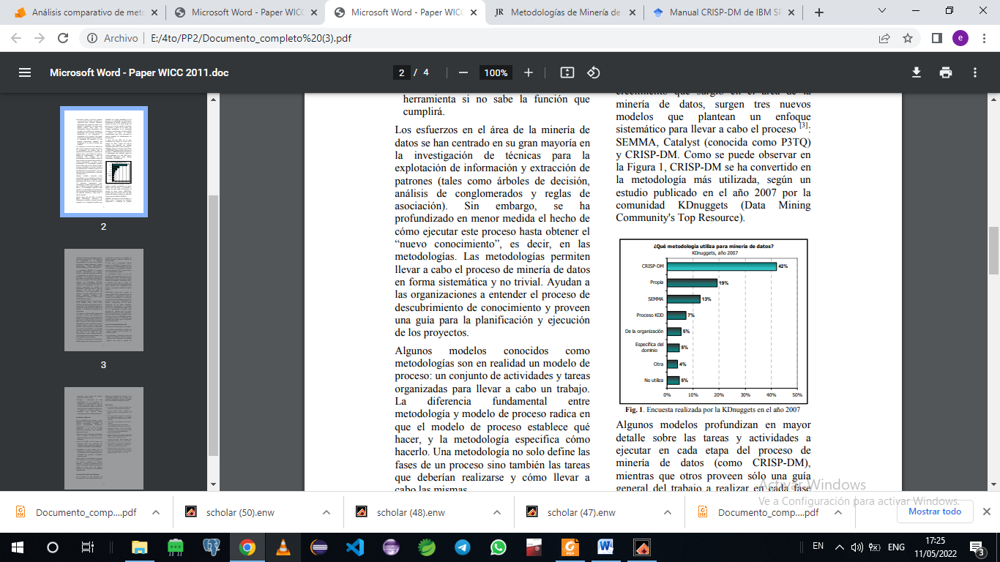 Análisis comparativo de meto
Microsoft Word - Paper WICC
Microsoft Word - Paper WICC
JR Metodologías de Minería de
Manual CRISP-DM de IBM SP
Archivo E:/4to/PP2/Documento_completo%20(3).pdf
e
Microsoft Word - Paper WICC 2011.doc
2 / 4
100%
2
3
herramienta si no sabe la función que
cumplirá.
Los esfuerzos en el área de la minería de
datos se han centrado en su gran mayoría en
la investigación de técnicas para la
explotación de información y extracción de
patrones (tales como árboles de decisión,
análisis de conglomerados y reglas de
asociación). Sin embargo, se ha
profundizado en menor medida el hecho de
cómo ejecutar este proceso hasta obtener el
“nuevo conocimiento”, es decir, en las
metodologías. Las metodologías permiten
llevar a cabo el proceso de minería de datos
en forma sistemática y no trivial. Ayudan a
las organizaciones a entender el proceso de
descubrimiento de conocimiento y proveen
una guía para la planificación y ejecución
de los proyectos.
Algunos modelos conocidos como
metodologías son en realidad un modelo de
proceso: un conjunto de actividades y tareas
organizadas para llevar a cabo un trabajo.
La diferencia fundamental entre
metodología y modelo de proceso radica en
que el modelo de proceso establece qué
hacer, y la metodología especifica cómo
hacerlo. Una metodología no solo define las
fases de un proceso sino también las tareas
que deberían realizarse y cómo llevar a
cabo las mismas.
crecimiento que surgió en el área de la
minería de datos, surgen tres nuevos
modelos que plantean un enfoque
sistemático para llevar a cabo el proceso [3]:
SEMMA, Catalyst (conocida como P3TQ)
y CRISP-DM. Como se puede observar en
la Figura 1, CRISP-DM se ha convertido en
la metodología más utilizada, según un
estudio publicado en el año 2007 por la
comunidad KDnuggets (Data Mining
Community's Top Resource).
¿Qué metodología utiliza para minería de datos?
KDnuggets, año 2007
CRISP-DM 42%
Propia 19%
SEMMA 13%
Proceso KDD 7%
De la organización 5%
Específica del
dominio 5%
Otra 4%
No utiliza 5%
0% 10% 20% 30% 40% 50%
Fig. 1. Encuesta realizada por la KDnuggets en el año 2007
Algunos modelos profundizan en mayor
detalle sobre las tareas y actividades a
ejecutar en cada etapa del proceso de
minería de datos (como CRISP-DM),
mientras que otros proveen sólo una guía
general del trabajo a realizar en cada fase
Activar Windows
Ve a Configuración para activar Windows.
Documento_comp....pdf
scholar (50).enw
scholar (48).enw
scholar (47).enw
Documento_comp....pdf
Mostrar todo
EN
ENG
17:25
11/05/2022
3